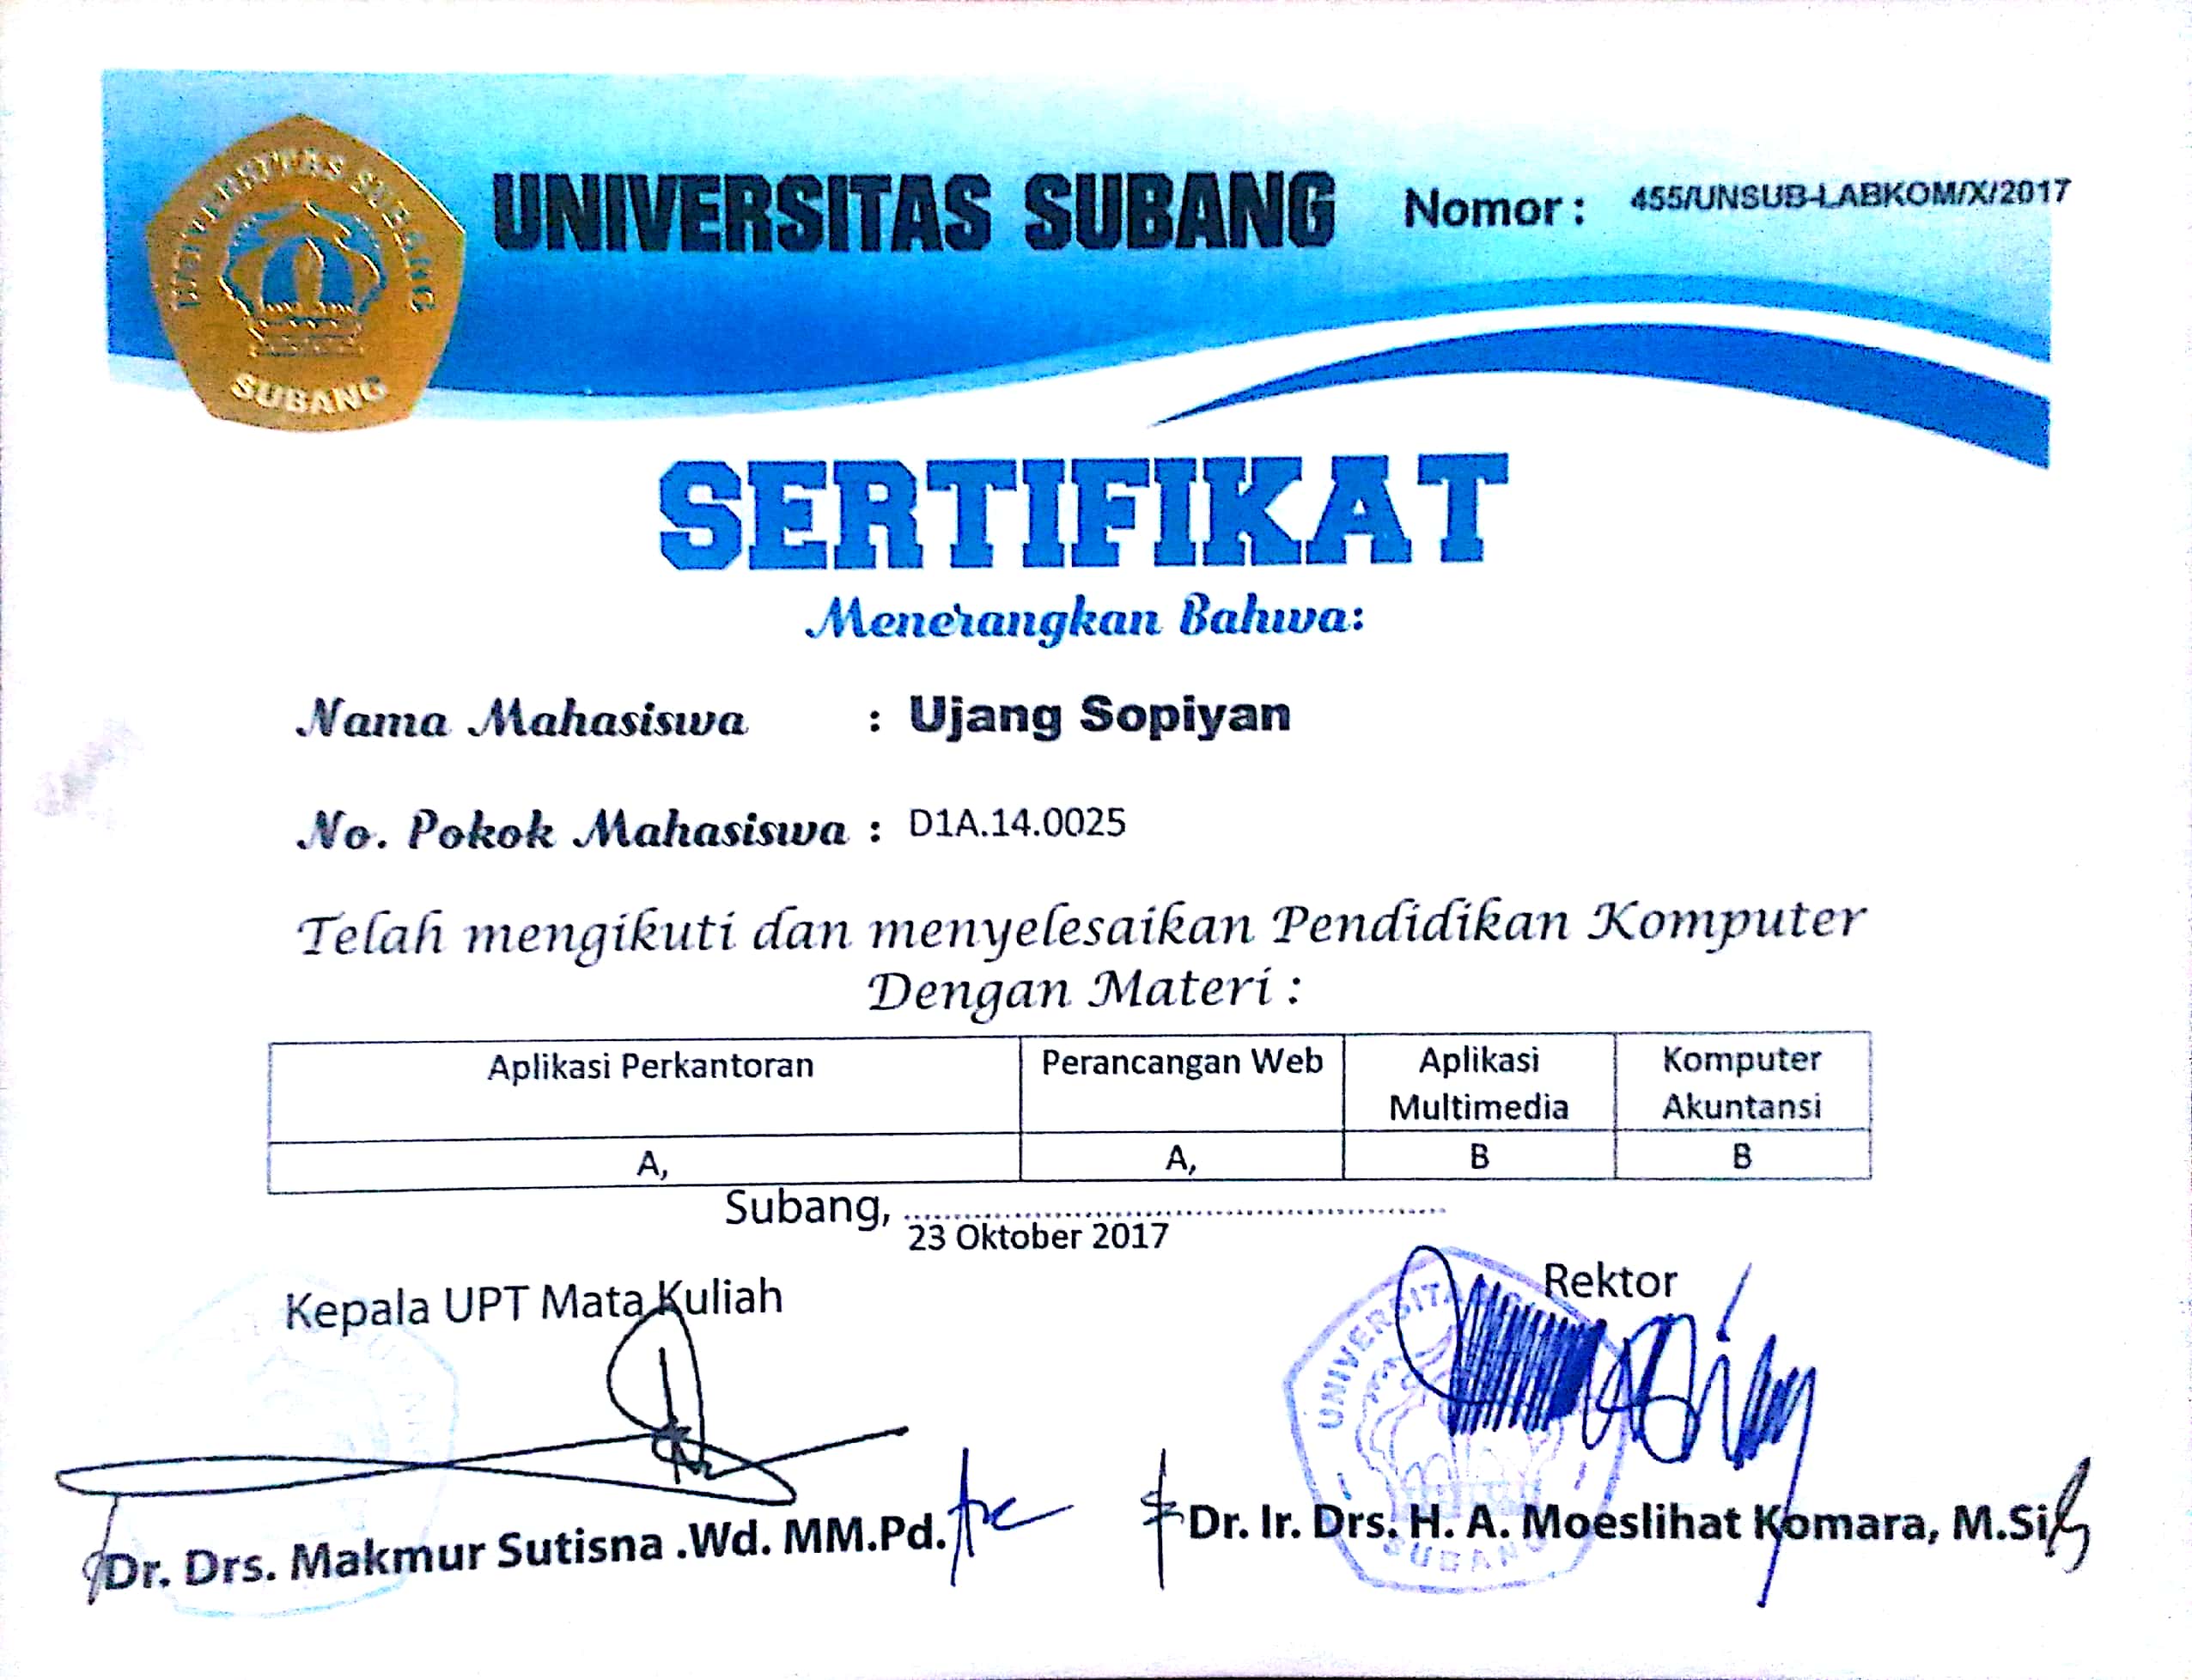 UNIVERSITAS SUBANG
SUBANG
UNIVERSITAS SUBANG
Nomor : 455/UNSUB-LABKOM/X/2017
SERTIFIKAT
Menerangkan Bahwa:
Nama Mahasiswa : Ujang Sopiyan
No. Pokok Mahasiswa : D1A.14.0025
Telah mengikuti dan menyelesaikan Pendidikan Komputer
Dengan Materi :
Aplikasi Perkantoran Perancangan Web Aplikasi Multimedia Komputer Akuntansi
A, A, B B
Subang, ............................................................
23 Oktober 2017
Kepala UPT Mata Kuliah
Rektor
UNIVERSITAS
SUBANG
Dr. Drs. Makmur Sutisna .Wd. MM.Pd.
Dr. Ir. Drs. H. A. Moeslihat Komara, M.Si